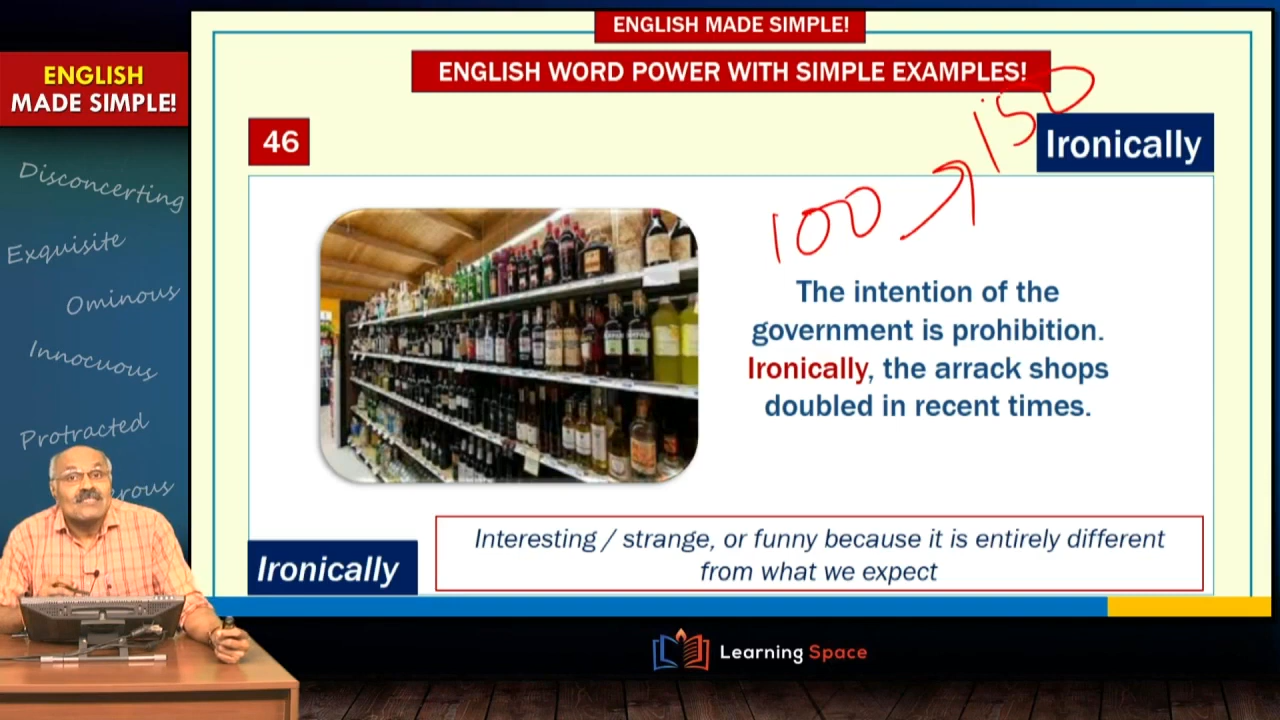 ENGLISH MADE SIMPLE!
ENGLISH
MADE SIMPLE!
ENGLISH WORD POWER WITH SIMPLE EXAMPLES!
46
100 → 150
Ironically
Disconcerting
Exquisite
Ominous
Innocuous
Protracted
erous
The intention of the
government is prohibition.
Ironically, the arrack shops
doubled in recent times.
Ironically
Interesting / strange, or funny because it is entirely different
from what we expect
Learning Space